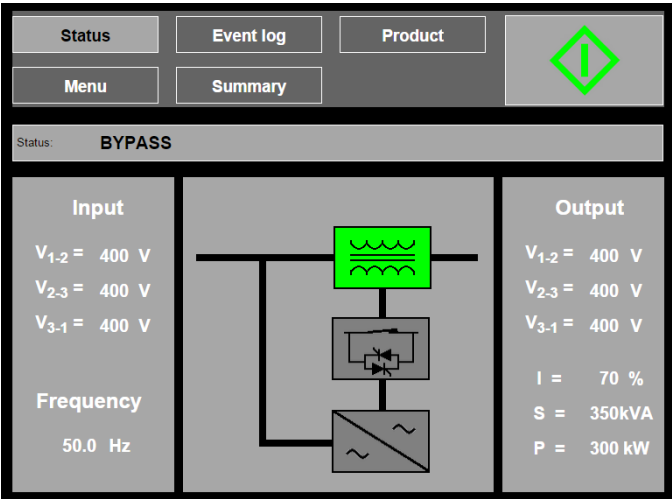 Status Event log Product
Menu Summary
Status: BYPASS
Input
V1-2 = 400 V
V2-3 = 400 V
V3-1 = 400 V
Frequency
50.0 Hz
Output
V1-2 = 400 V
V2-3 = 400 V
V3-1 = 400 V
I = 70 %
S = 350kVA
P = 300 kW